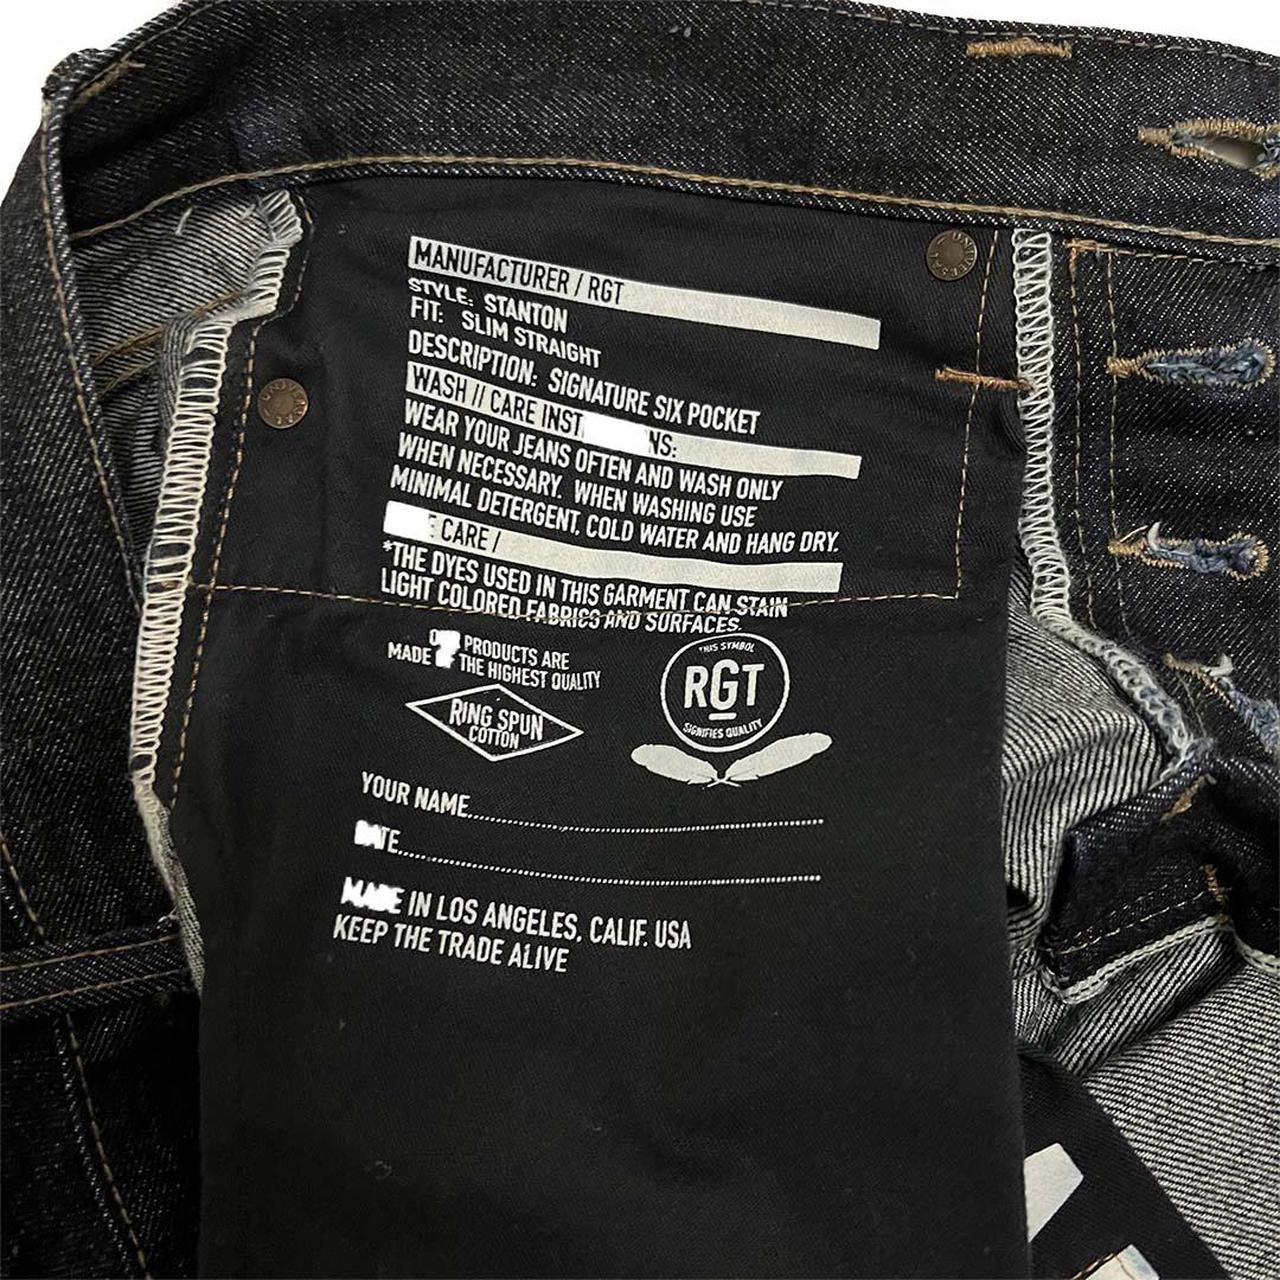 MANUFACTURER / RGT
STYLE: STANTON
FIT: SLIM STRAIGHT
DESCRIPTION: SIGNATURE SIX POCKET
WASH // CARE
WEAR YOUR JEANS OFTEN AND WASH ONLY
WHEN NECESSARY. WHEN WASHING USE
MINIMAL DETERGENT, COLD WATER AND HANG DRY.
CARE /
*THE DYES USED IN THIS GARMENT CAN STAIN
LIGHT COLORED FABRICS AND SURFACES.
PRODUCTS ARE
MADE THE HIGHEST QUALITY
RING SPUN
COTTON
THIS SYMBOL
RGT
SIGNIFIES QUALITY
YOUR NAME
IN LOS ANGELES, CALIF. USA
KEEP THE TRADE ALIVE